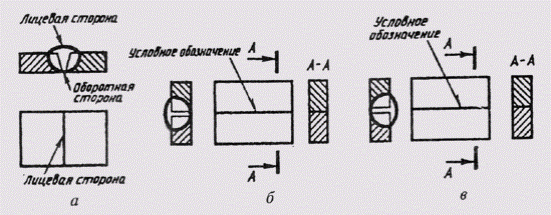 Лицевая сторона
Оборотная
сторона
Лицевая сторона
а
Условное обозначение
А
А-А
А
б
Условное
обозначение
А
А-А
А
в